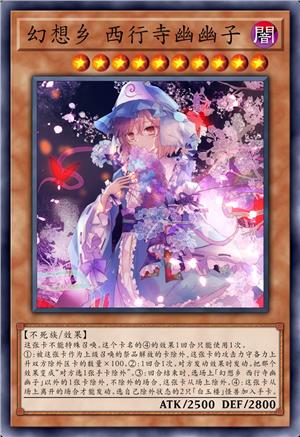 幻想乡 西行寺幽幽子
闇
[不死族/效果]
这张卡不能特殊召唤,这个卡名的④的效果1回合只能使用1次。
①:被这张卡作为上级召唤的祭品解放的卡除外,这张卡的攻击力守备力上
升双方除外区卡的数量×100。②:1回合1次,对方发动效果时发动,把那个
效果变成“对方选1张手卡除外”。③:回合结束时,选场上「幻想乡 西行寺幽
幽子」以外的1张卡除外,不除外的场合,这张卡从场上除外。④:这张卡从
场上离开的场合才能发动,选自己除外状态的2只「白玉楼」怪兽加入手卡。
ATK/2500 DEF/2800